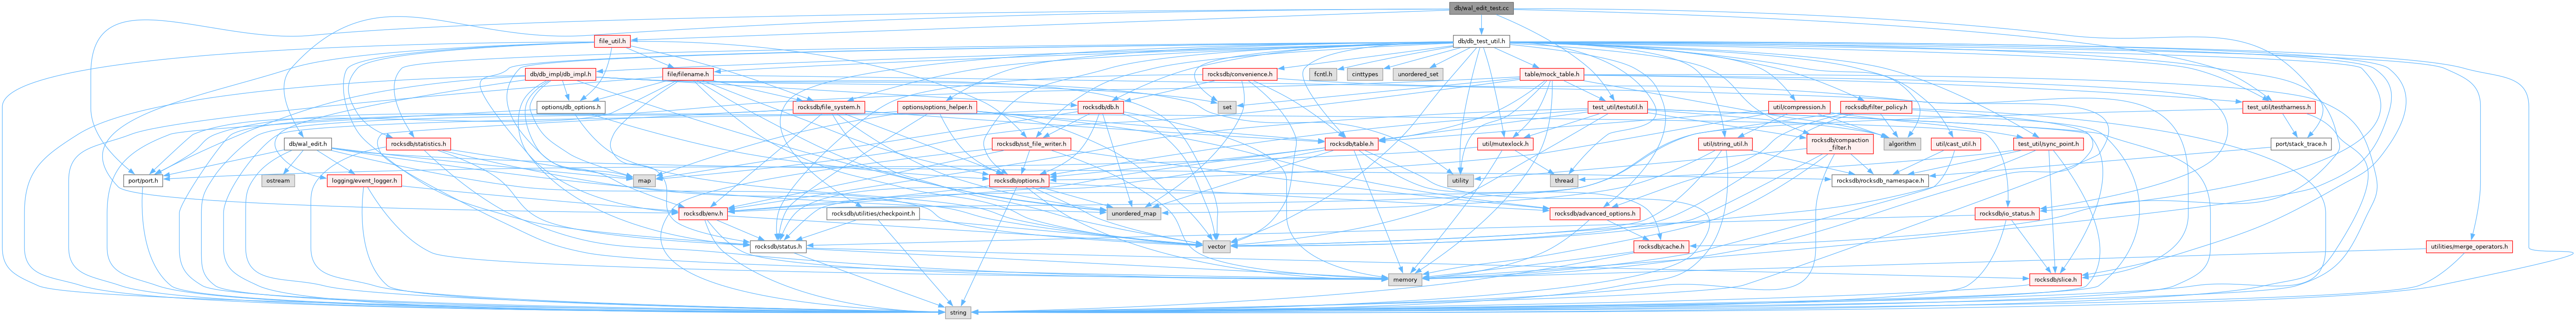 db/wal_edit_test.cc
file_util.h
db/db_test_util.h
db/db_impl/db_impl.h
file/filename.h
rocksdb/convenience.h
fcntl.h
cinttypes
unordered_set
table/mock_table.h
options/db_options.h
rocksdb/file_system.h
options/options_helper.h
rocksdb/db.h
set
test_util/testutil.h
util/compression.h
rocksdb/filter_policy.h
test_util/testharness.h
db/wal_edit.h
rocksdb/statistics.h
rocksdb/sst_file_writer.h
rocksdb/table.h
util/mutexlock.h
util/string_util.h
rocksdb/compaction
_filter.h
algorithm
util/cast_util.h
test_util/sync_point.h
port/stack_trace.h
port/port.h
ostream
logging/event_logger.h
map
rocksdb/options.h
utility
thread
rocksdb/rocksdb_namespace.h
rocksdb/env.h
rocksdb/utilities/checkpoint.h
unordered_map
rocksdb/advanced_options.h
rocksdb/io_status.h
rocksdb/status.h
vector
rocksdb/cache.h
utilities/merge_operators.h
memory
rocksdb/slice.h
string